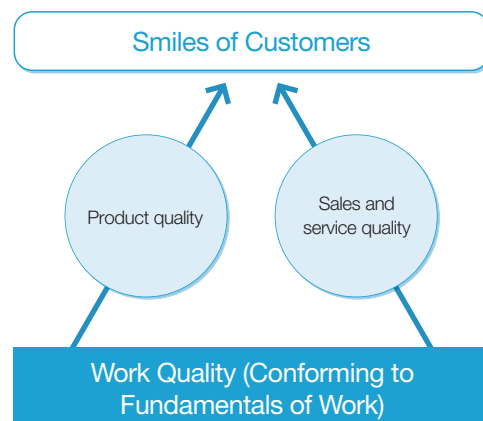 Smiles of Customers
Product quality
Sales and
service quality
Work Quality (Conforming to
Fundamentals of Work)